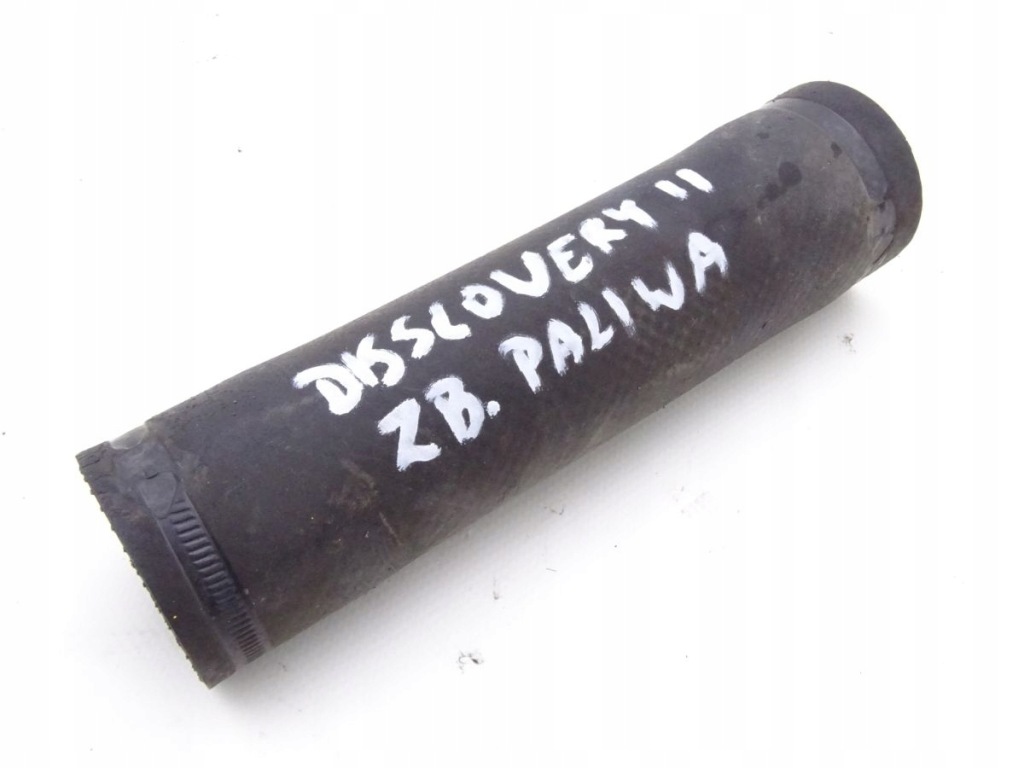 DISSCOVERY II
ZB. PALIWA